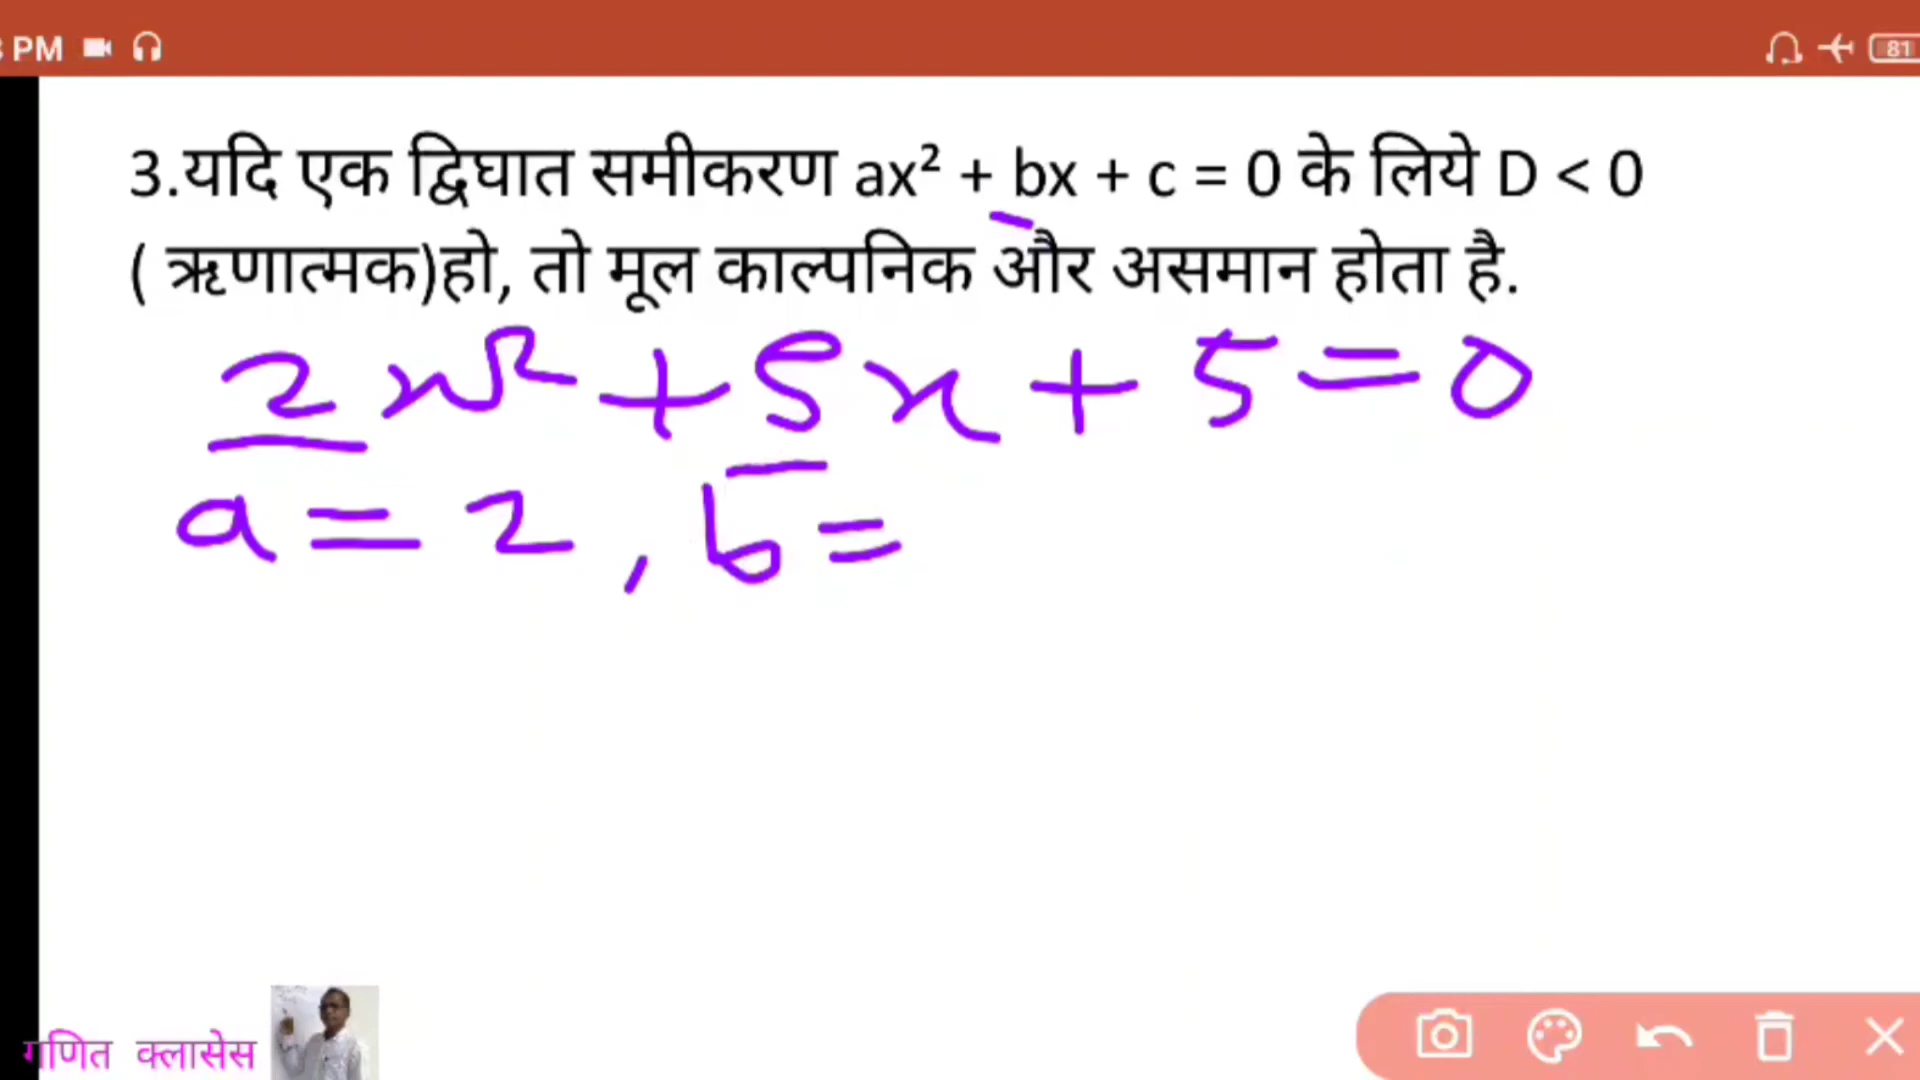 PM
81
3.यदि एक द्विघात समीकरण ax² + bx + c = 0 के लिये D < 0
( ऋणात्मक)हो, तो मूल काल्पनिक और असमान होता है.
2x² + 5x + 5 = 0
a = 2 , b =
गणित क्लासेस